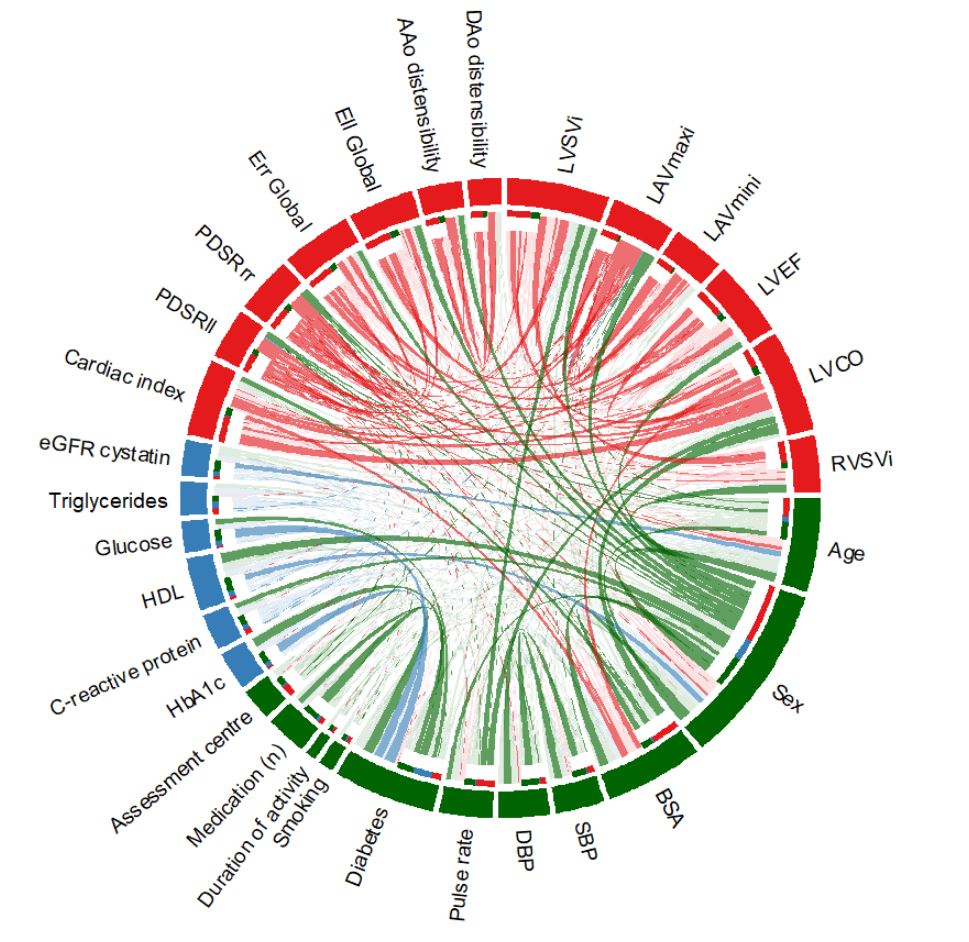 DAo distensibility
LVSVi
LAVmaxi
LAVmini
LVEF
LVCO
RVSVi
Age
Sex
BSA
SBP
DBP
Pulse rate
Diabetes
Smoking
Duration of activity
Medication (n)
Assessment centre
HbA1c
C-reactive protein
HDL
Glucose
Triglycerides
eGFR cystatin
Cardiac index
PDSRll
PDSRrr
Err Global
Ell Global
AAo distensibility